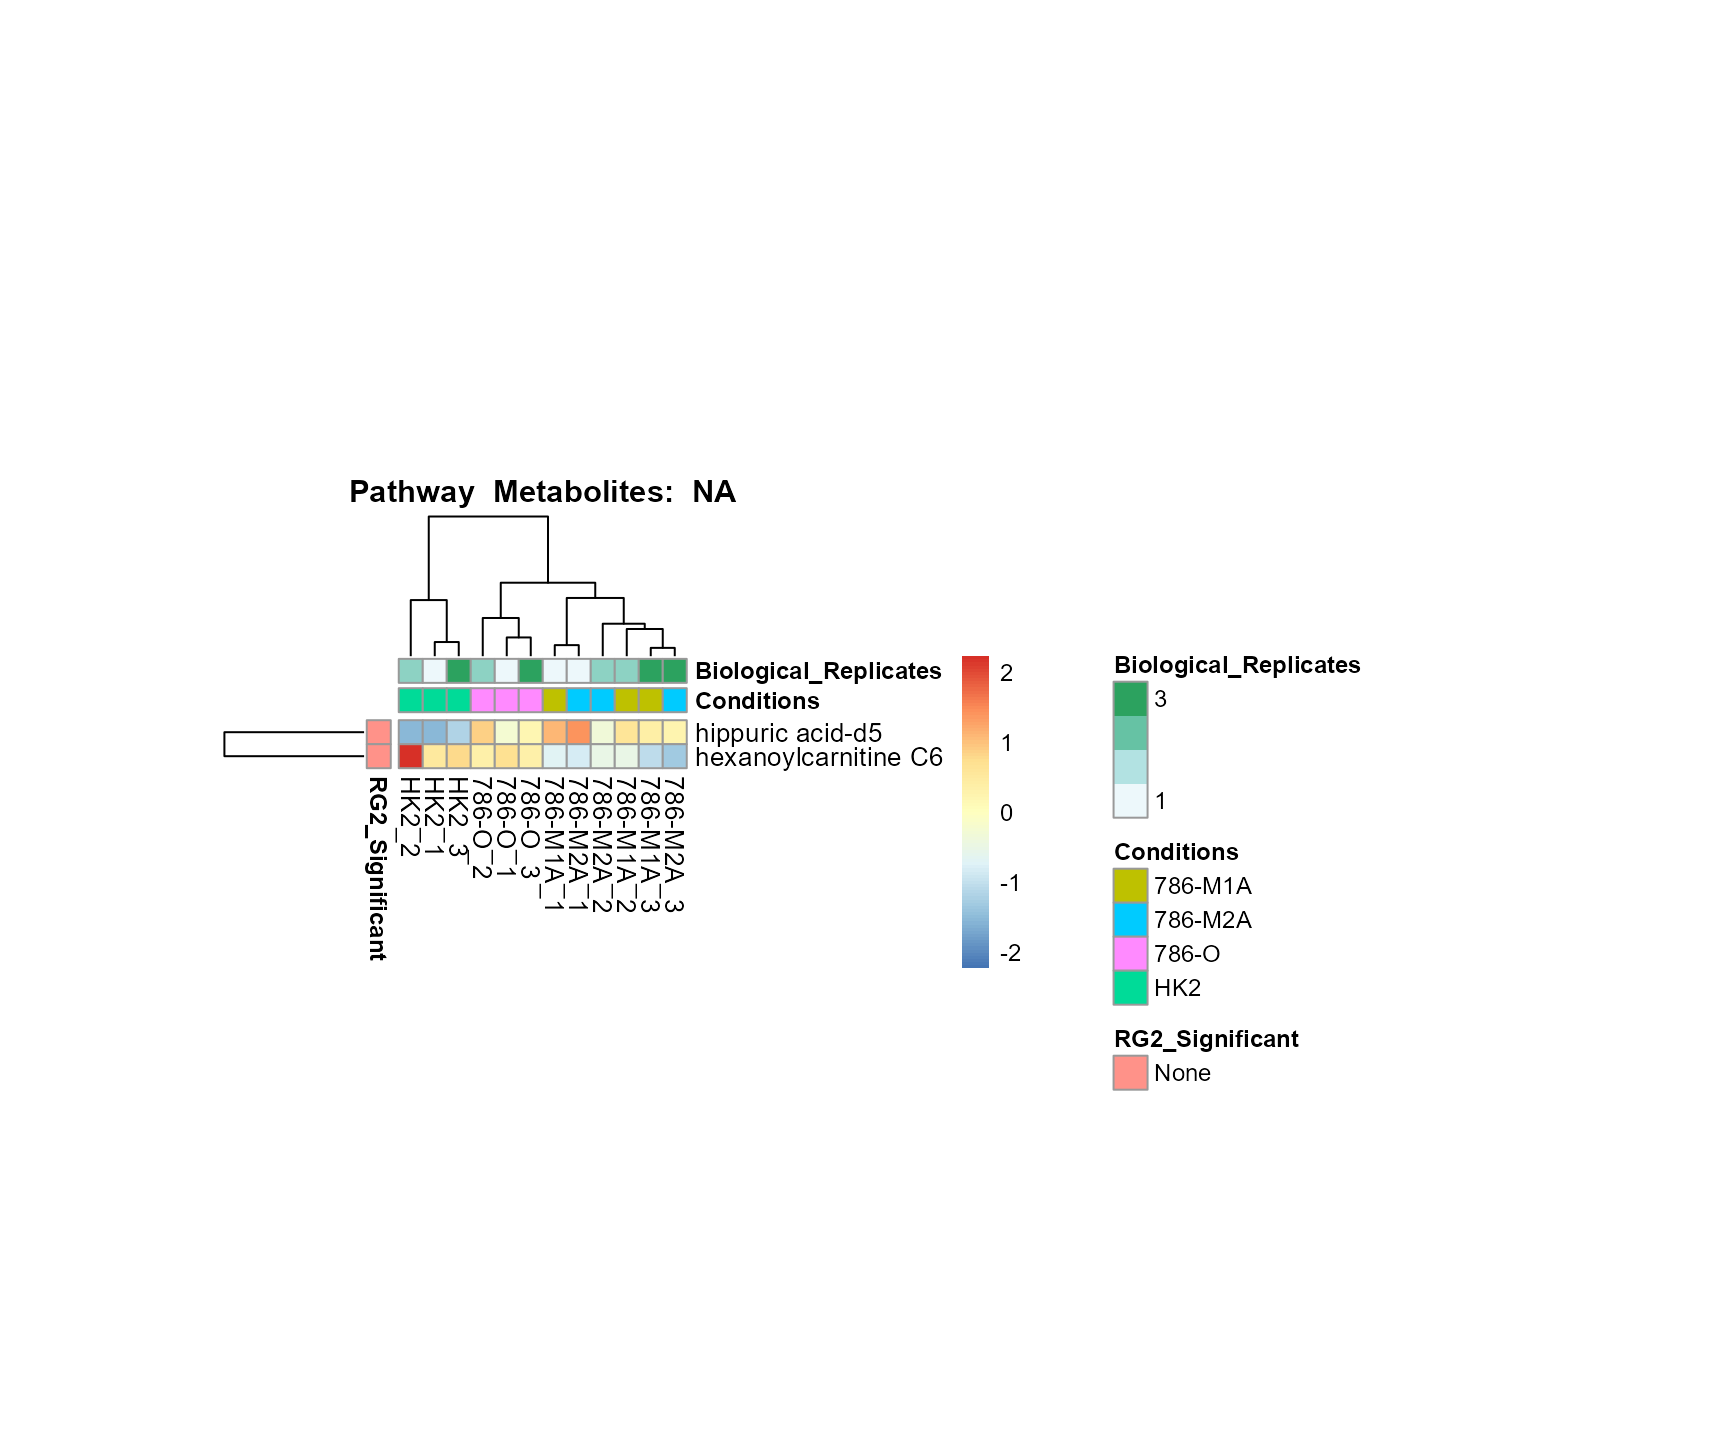 Pathway Metabolites: NA
Biological_Replicates
Conditions
hippuric acid-d5
hexanoylcarnitine C6
RG2_Significant
HK2_2
HK2_1
HK2_3
786-O_2
786-O_1
786-O_3
786-M1A_1
786-M2A_1
786-M2A_2
786-M1A_2
786-M1A_3
786-M2A_3
2
1
0
-1
-2
Biological_Replicates
3
1
Conditions
786-M1A
786-M2A
786-O
HK2
RG2_Significant
None